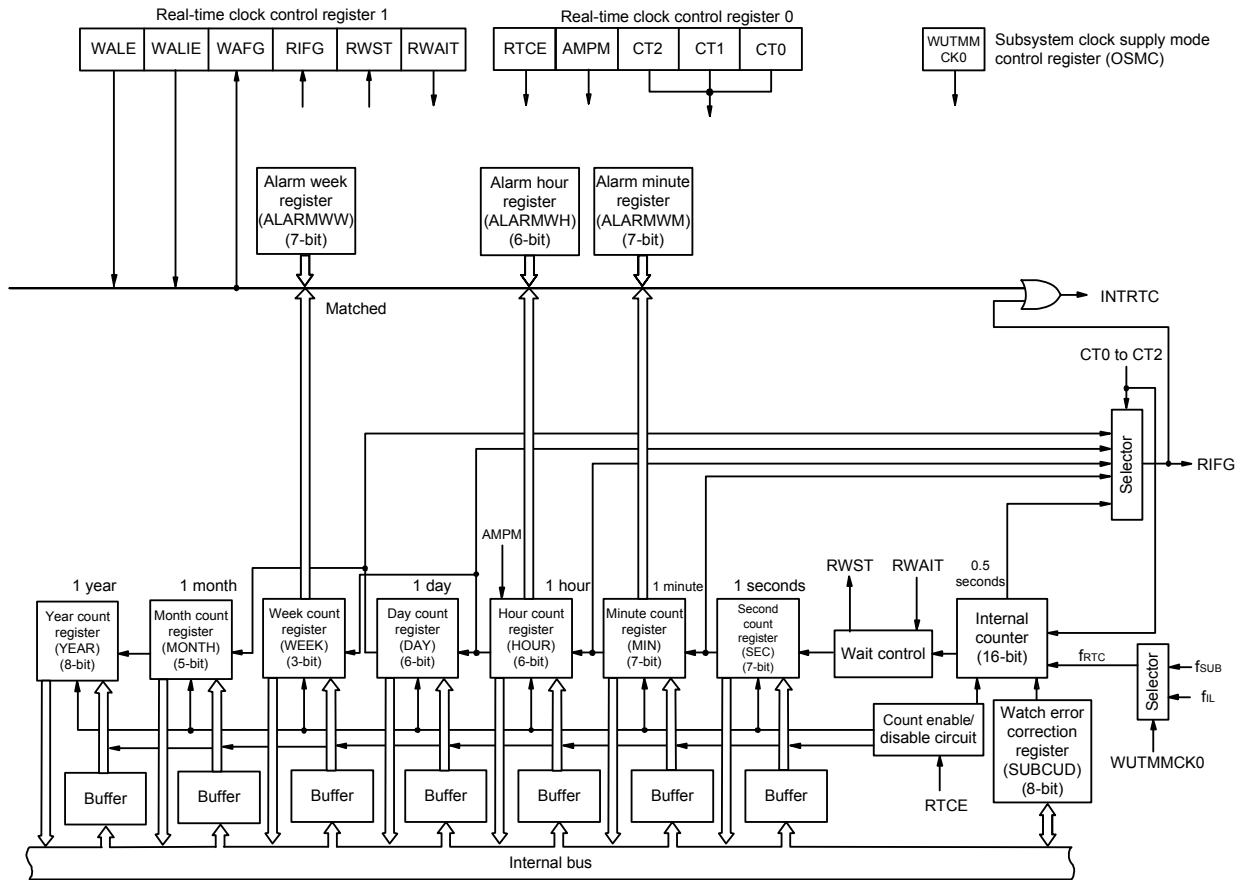 Real-time clock control register 1
WALE WALIE WAFG RIFG RWST RWAIT
Real-time clock control register 0
RTCE AMPM CT2 CT1 CT0
WUTMM
CK0
Subsystem clock supply mode
control register (OSMC)
Alarm week
register
(ALARMWW)
(7-bit)
Alarm hour
register
(ALARMWH)
(6-bit)
Alarm minute
register
(ALARMWM)
(7-bit)
Matched
INTRTC
CT0 to CT2
Selector
RIFG
AMPM
1 year
1 month
1 day
1 hour
1 minute
1 seconds
RWST
RWAIT
0.5
seconds
Year count
register
(YEAR)
(8-bit)
Month count
register
(MONTH)
(5-bit)
Week count
register
(WEEK)
(3-bit)
Day count
register
(DAY)
(6-bit)
Hour count
register
(HOUR)
(6-bit)
Minute count
register
(MIN)
(7-bit)
Second
count
register
(SEC)
(7-bit)
Wait control
Internal
counter
(16-bit)
fRTC
Selector
fSUB
fIL
WUTMMCK0
Count enable/
disable circuit
RTCE
Watch error
correction
register
(SUBCUD)
(8-bit)
Buffer
Buffer
Buffer
Buffer
Buffer
Buffer
Buffer
Internal bus